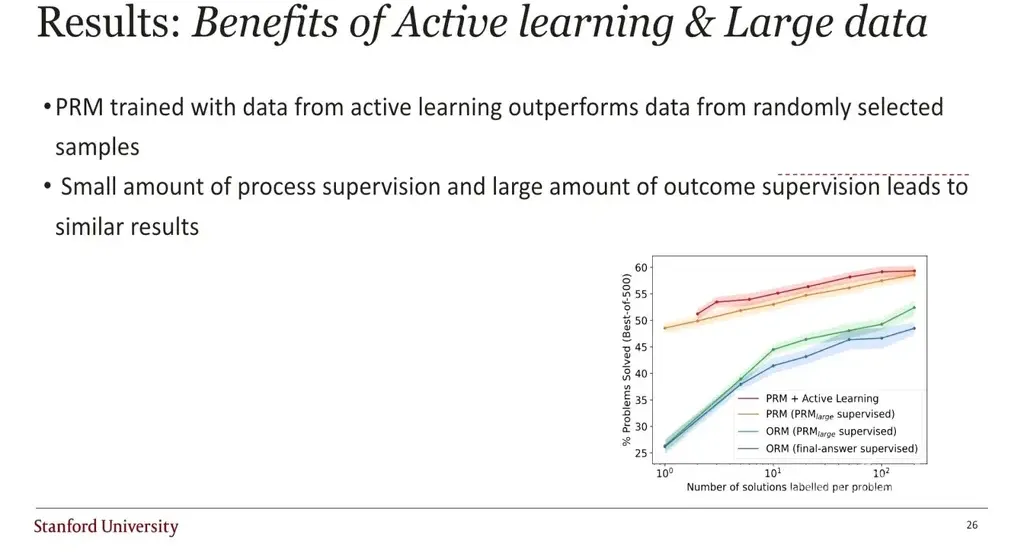 Results: Benefits of Active learning & Large data
•PRM trained with data from active learning outperforms data from randomly selected
samples
• Small amount of process supervision and large amount of outcome supervision leads to
similar results
% Problems Solved (Best-of-500)
60
55
50
45
40
35
30
25
PRM + Active Learning
PRM (PRMlarge supervised)
ORM (PRMlarge supervised)
ORM (final-answer supervised)
10⁰ 10¹ 10²
Number of solutions labelled per problem
Stanford University
26